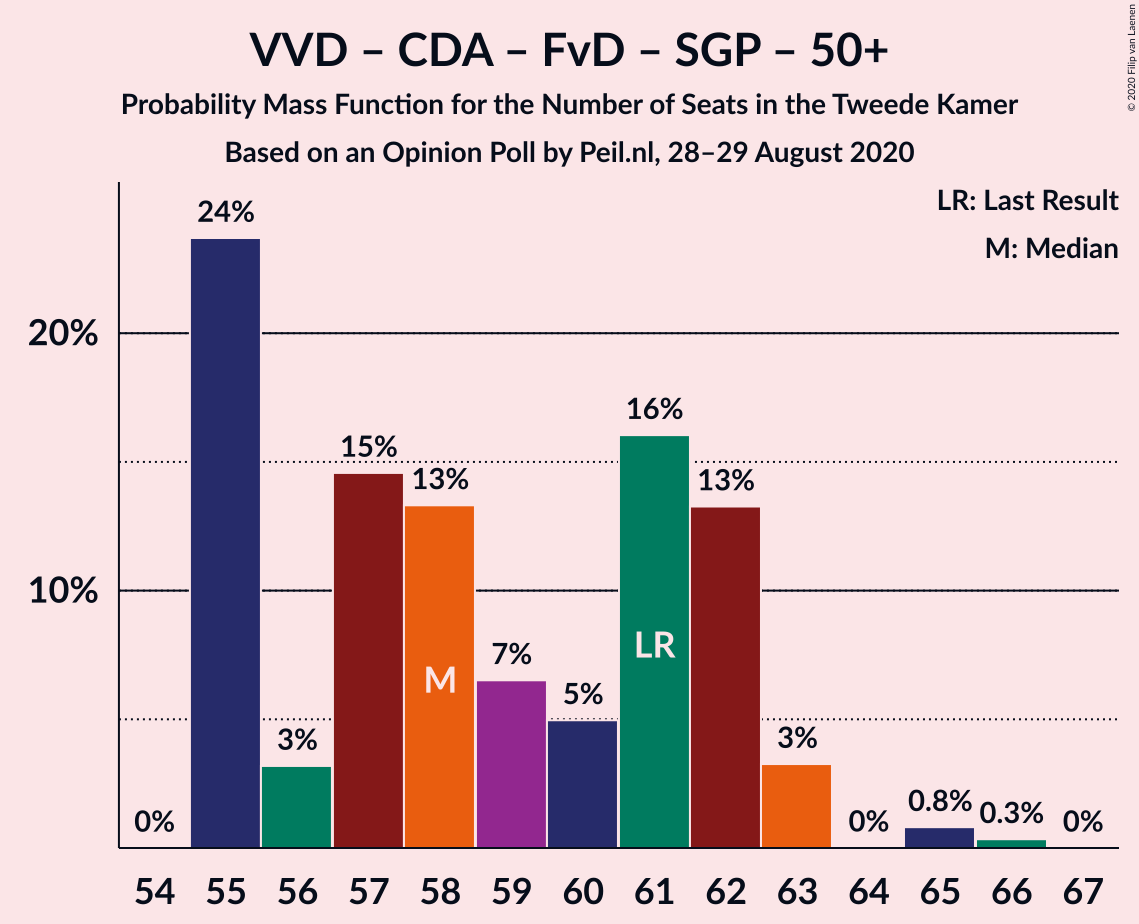 VVD – CDA – FvD – SGP – 50+
Probability Mass Function for the Number of Seats in the Tweede Kamer
Based on an Opinion Poll by Peil.nl, 28–29 August 2020
© 2020 Filip van Laenen
LR: Last Result
M: Median
20%
10%
0%
24%
3%
15%
13%
7%
5%
16%
13%
3%
0%
0.8%
0.3%
0%
M
LR
54 55 56 57 58 59 60 61 62 63 64 65 66 67